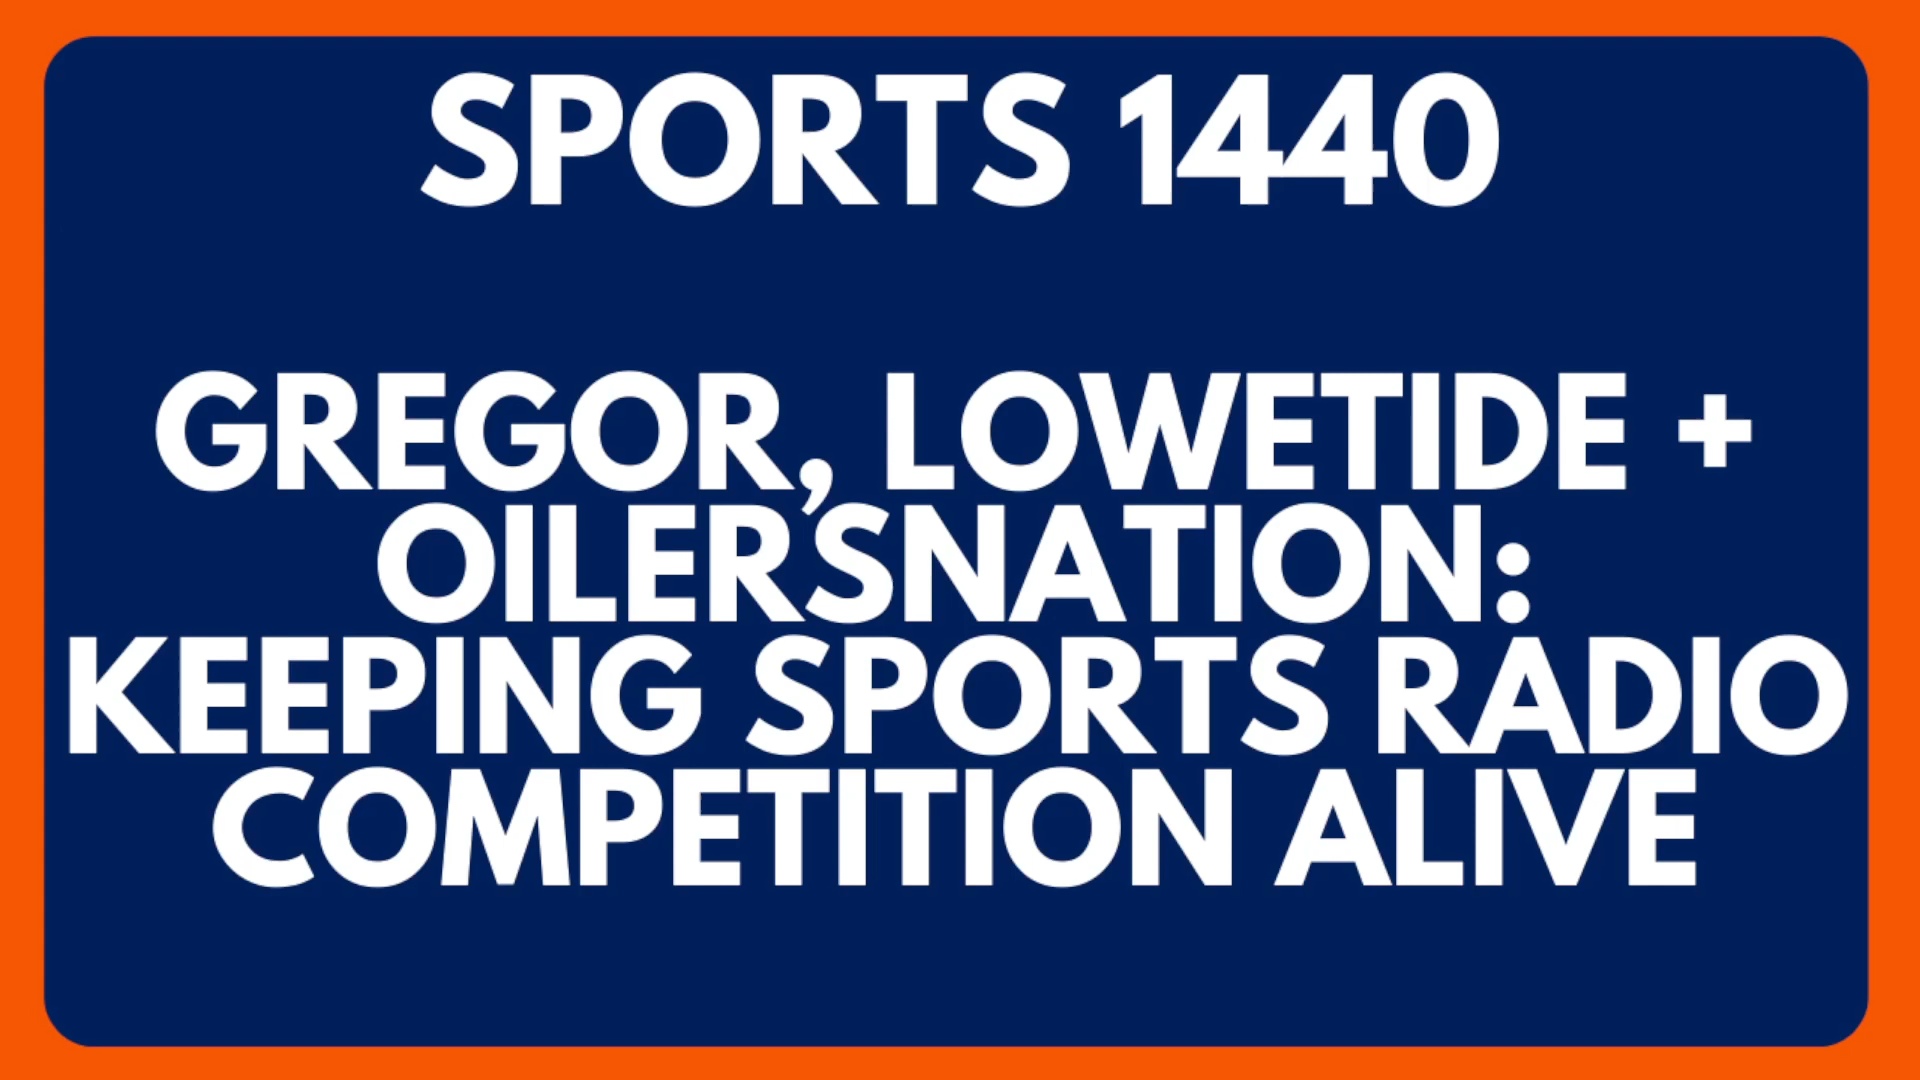 SPORTS 1440
GREGOR, LOWETIDE +
OILERSNATION:
KEEPING SPORTS RADIO
COMPETITION ALIVE